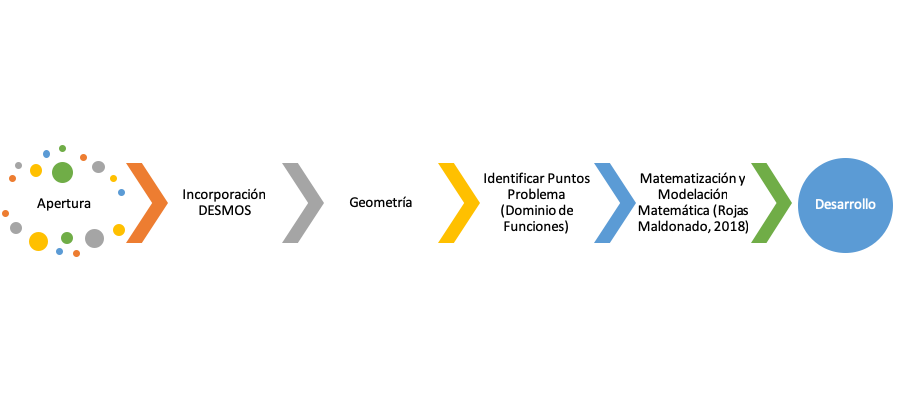 Apertura
Incorporación
DESMOS
Geometría
Identificar Puntos
Problema
(Dominio de
Funciones)
Matematización y
Modelación
Matemática (Rojas
Maldonado, 2018)
Desarrollo